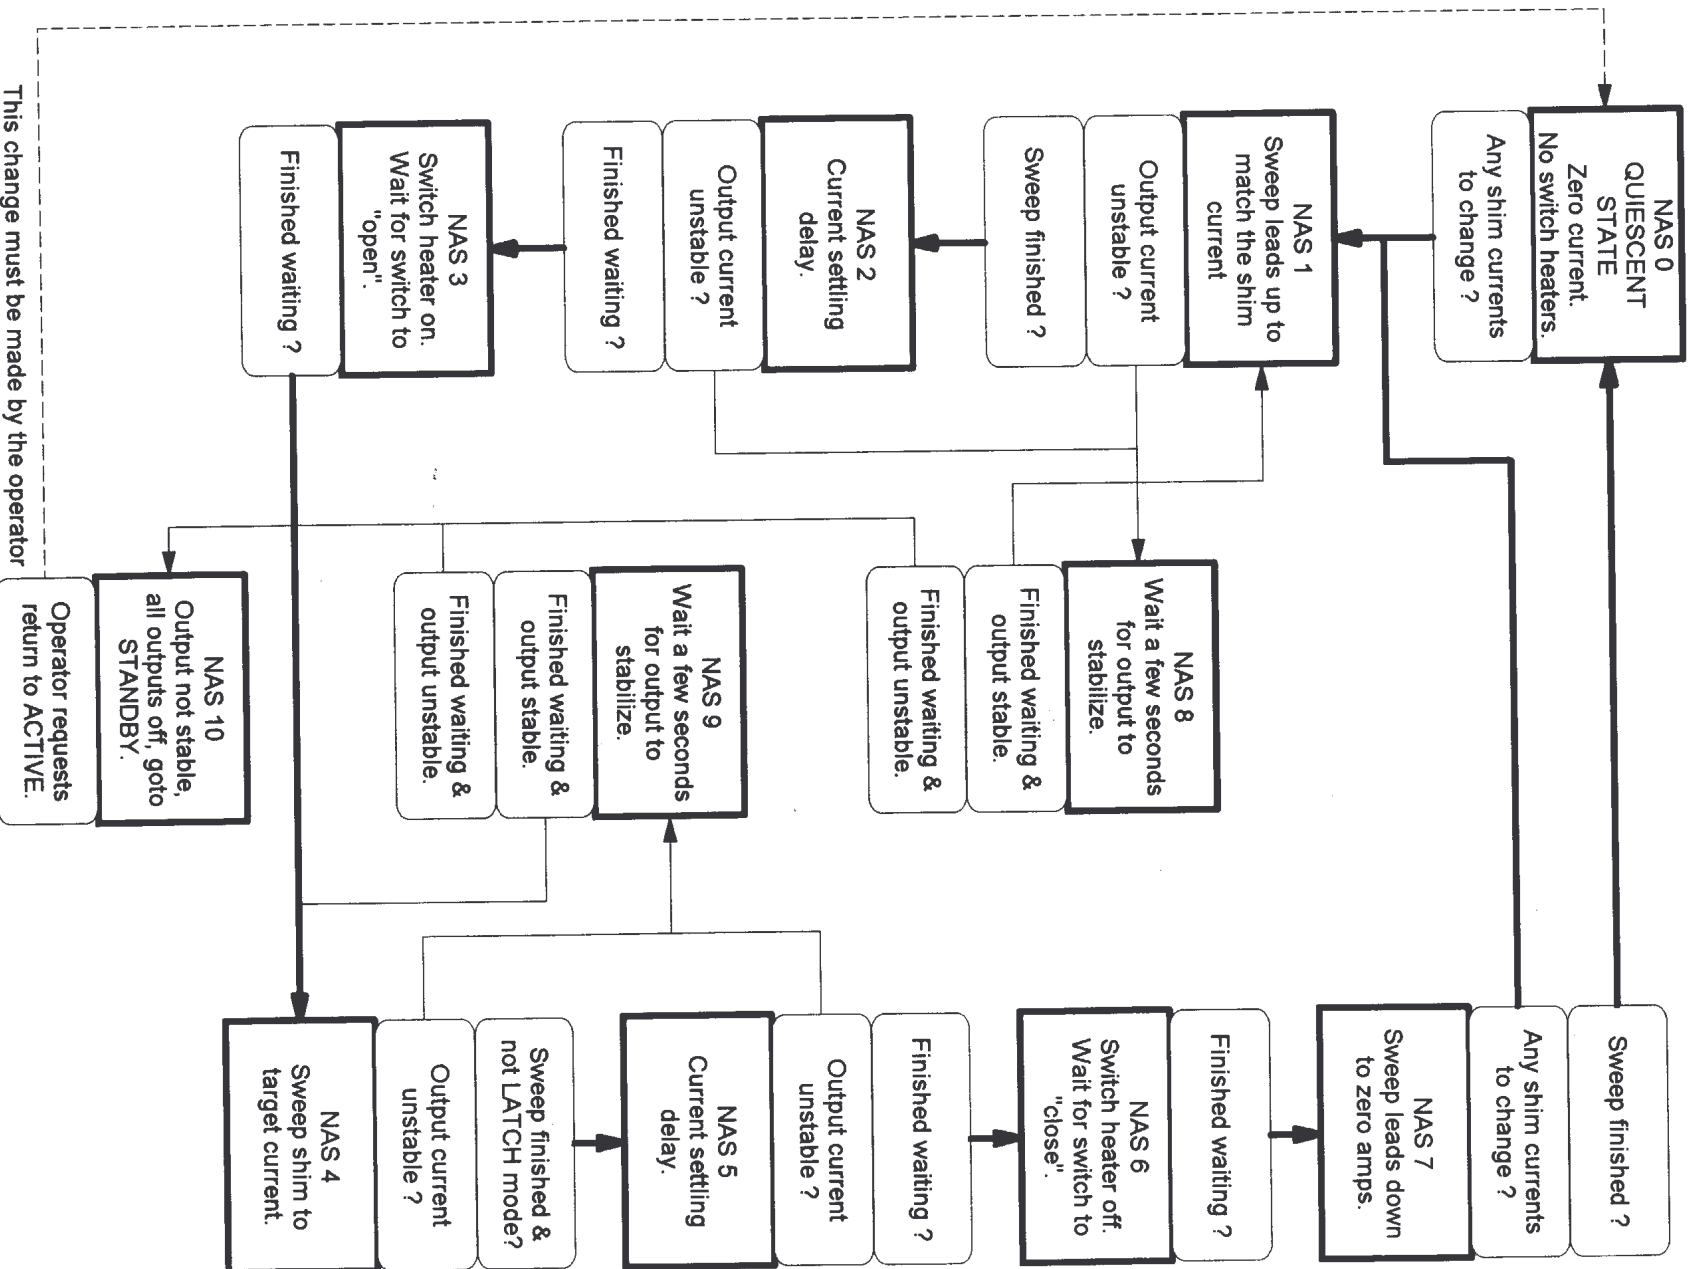 NAS 0
QUIESCENT
STATE
Zero current.
No switch heaters.
Any shim currents
to change ?
NAS 1
Sweep leads up to
match the shim
current
Output current
unstable ?
Sweep finished ?
NAS 2
Current settling
delay.
Output current
unstable ?
Finished waiting ?
NAS 3
Switch heater on.
Wait for switch to
"open".
Finished waiting ?
NAS 8
Wait a few seconds
for output to
stabilize.
Finished waiting &
output stable.
Finished waiting &
output unstable.
NAS 9
Wait a few seconds
for output to
stabilize.
Finished waiting &
output stable.
Finished waiting &
output unstable.
NAS 10
Output not stable,
all outputs off, goto
STANDBY.
Operator requests
return to ACTIVE.
Sweep finished ?
Any shim currents
to change ?
NAS 7
Sweep leads down
to zero amps.
Finished waiting ?
NAS 6
Switch heater off.
Wait for switch to
"close".
Finished waiting ?
Output current
unstable ?
NAS 5
Current settling
delay.
Sweep finished &
not LATCH mode?
Output current
unstable ?
NAS 4
Sweep shim to
target current.
This change must be made by the operator